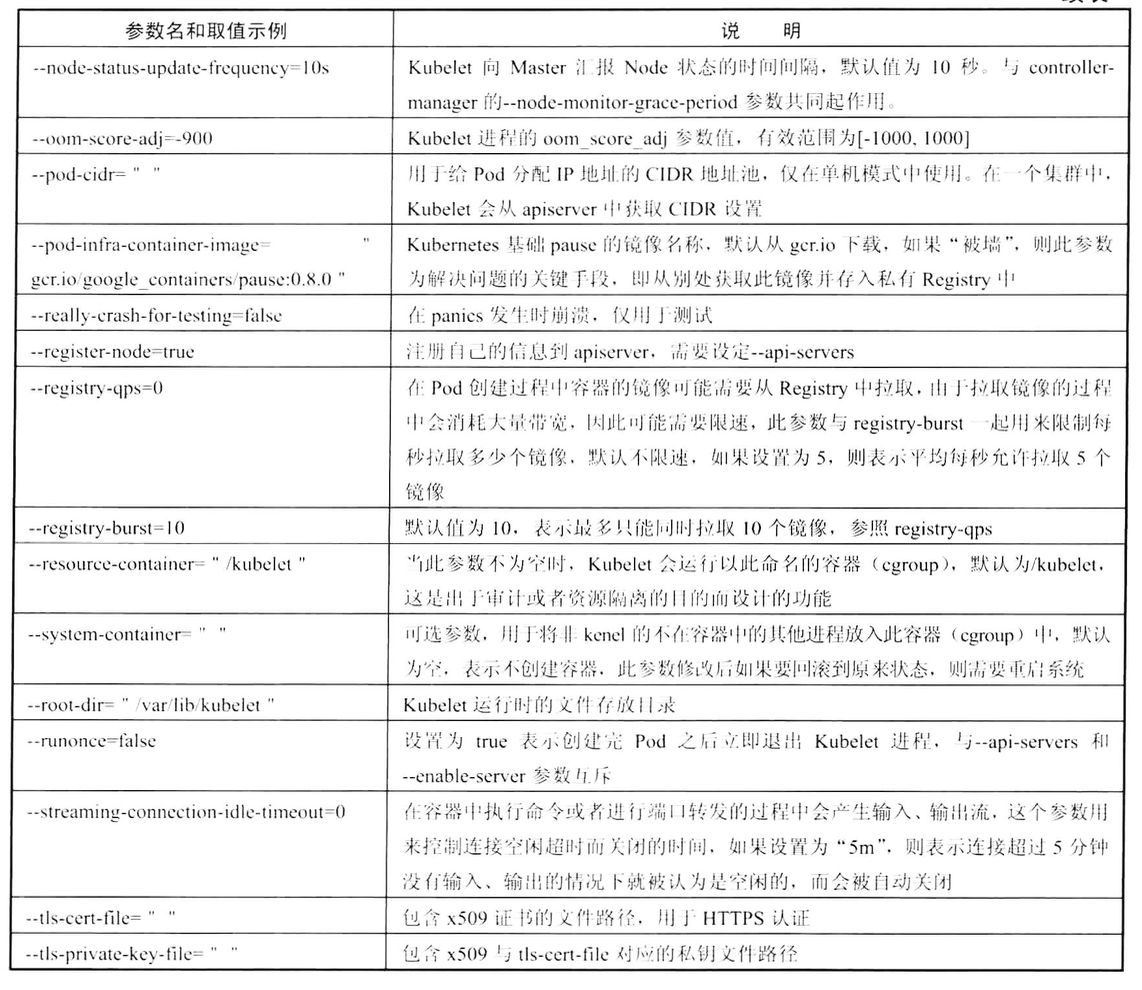 参数名和取值示例 说 明
--node-status-update-frequency=10s Kubelet 向 Master 汇报 Node 状态的时间间隔，默认值为 10 秒。与 controller-
manager 的--node-monitor-grace-period 参数共同起作用。
--oom-score-adj=-900 Kubelet 进程的 oom_score_adj 参数值，有效范围为[-1000, 1000]
--pod-cidr= " " 用于给 Pod 分配 IP 地址的 CIDR 地址池，仅在单机模式中使用。在一个集群中，
Kubelet 会从 apiserver 中获取 CIDR 设置
--pod-infra-container-image= " Kubernetes 基础 pause 的镜像名称，默认从 gcr.io 下载，如果“被墙”，则此参数
gcr.io/google_containers/pause:0.8.0 " 为解决问题的关键手段，即从别处获取此镜像并存入私有 Registry 中
--really-crash-for-testing=false 在 panics 发生时崩溃，仅用于测试
--register-node=true 注册自己的信息到 apiserver，需要设定--api-servers
--registry-qps=0 在 Pod 创建过程中容器的镜像可能需要从 Registry 中拉取，由于拉取镜像的过程
中会消耗大量带宽，因此可能需要限速，此参数与 registry-burst 一起用来限制每
秒拉取多少个镜像，默认不限速，如果设置为 5，则表示平均每秒允许拉取 5 个
镜像
--registry-burst=10 默认值为 10，表示最多只能同时拉取 10 个镜像，参照 registry-qps
--resource-container= " /kubelet " 当此参数不为空时，Kubelet 会运行以此命名的容器（cgroup），默认为/kubelet，
这是出于审计或者资源隔离的目的而设计的功能
--system-container= " " 可选参数，用于将非 kenel 的不在容器中的其他进程放入此容器（cgroup）中，默认
为空，表示不创建容器，此参数修改后如果要回滚到原来状态，则需要重启系统
--root-dir= " /var/lib/kubelet " Kubelet 运行时的文件存放目录
--runonce=false 设置为 true 表示创建完 Pod 之后立即退出 Kubelet 进程，与--api-servers 和
--enable-server 参数互斥
--streaming-connection-idle-timeout=0 在容器中执行命令或者进行端口转发的过程中会产生输入、输出流，这个参数用
来控制连接空闲超时而关闭的时间，如果设置为“5m”，则表示连接超过 5 分钟
没有输入、输出的情况下就被认为是空闲的，而会被自动关闭
--tls-cert-file= " " 包含 x509 证书的文件路径，用于 HTTPS 认证
--tls-private-key-file= " " 包含 x509 与 tls-cert-file 对应的私钥文件路径